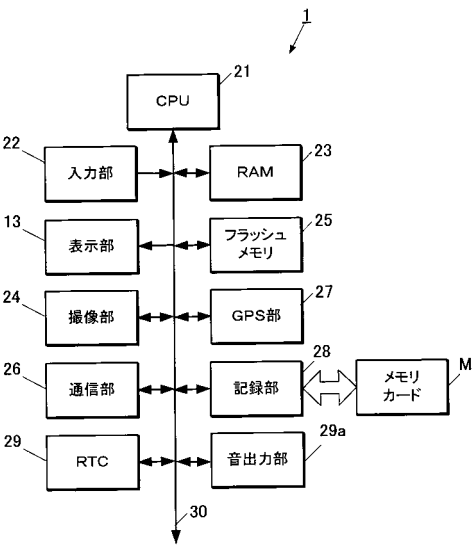 1
21
CPU
22
入力部
23
RAM
13
表示部
25
フラッシュ
メモリ
24
撮像部
27
GPS部
26
通信部
28
記録部
M
メモリ
カード
29
RTC
29a
音出力部
30